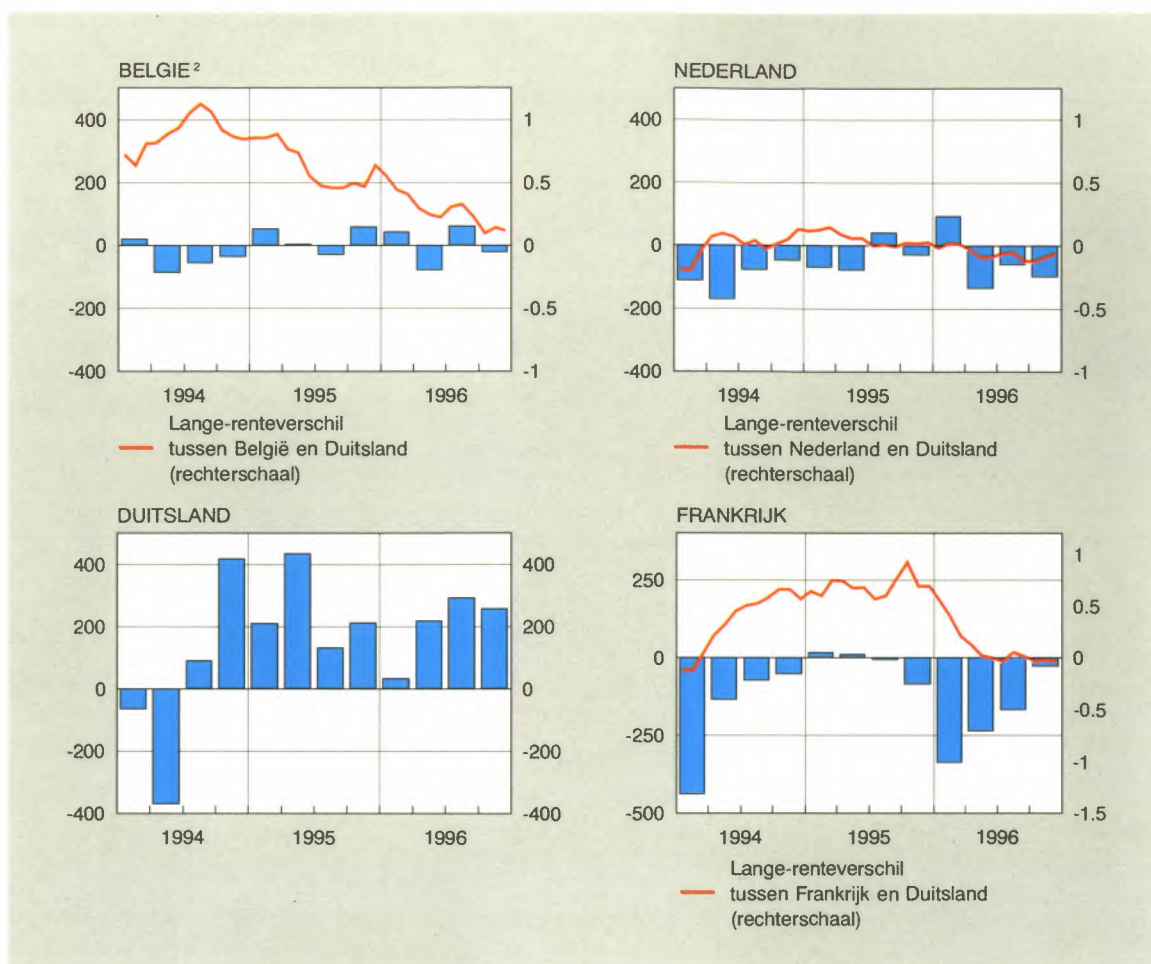 BELGIE ²
400
200
0
-200
-400
1
0.5
0
-0.5
-1
1994 1995 1996
Lange-renteverschil
tussen België en Duitsland
(rechterschaal)
NEDERLAND
400
200
0
-200
-400
1
0.5
0
-0.5
-1
1994 1995 1996
Lange-renteverschil
tussen Nederland en Duitsland
(rechterschaal)
DUITSLAND
400
200
0
-200
-400
400
200
0
-200
-400
1994 1995 1996
FRANKRIJK
250
0
-250
-500
1
0.5
0
-0.5
-1
-1.5
1994 1995 1996
Lange-renteverschil
tussen Frankrijk en Duitsland
(rechterschaal)